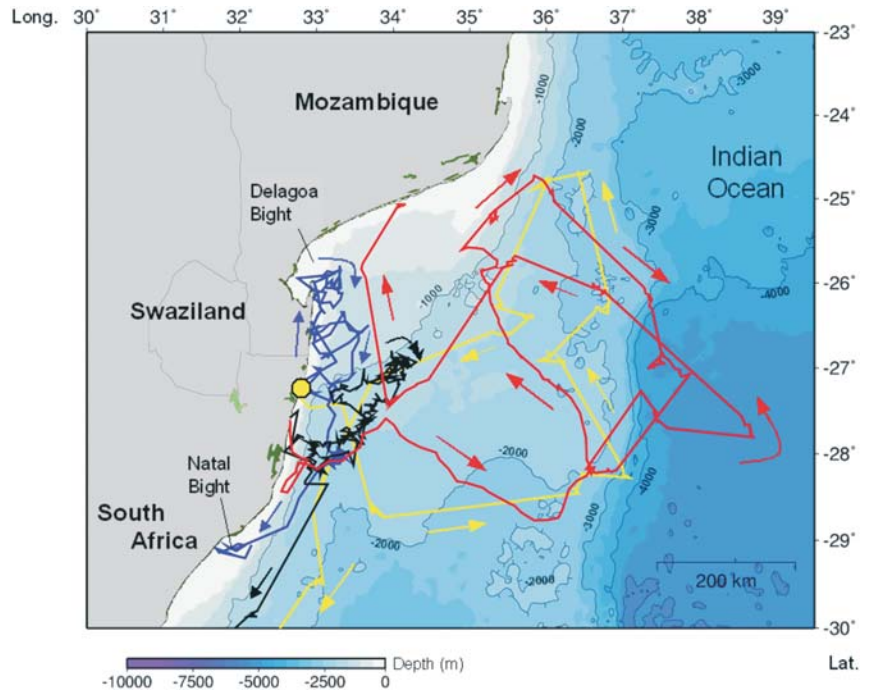 Long. 30° 31° 32° 33° 34° 35° 36° 37° 38° 39°
-23°
Mozambique
-1000
-3000
-24°
-2000
Indian
Ocean
Delagoa
Bight
-25°
-3000
-26°
-1000
-4000
Swaziland
-27°
Natal
Bight
-28°
-2000
-4000
South
Africa
-3000
-29°
-2000
-2000
200 km
-30°
Depth (m)
Lat.
-10000 -7500 -5000 -2500 0